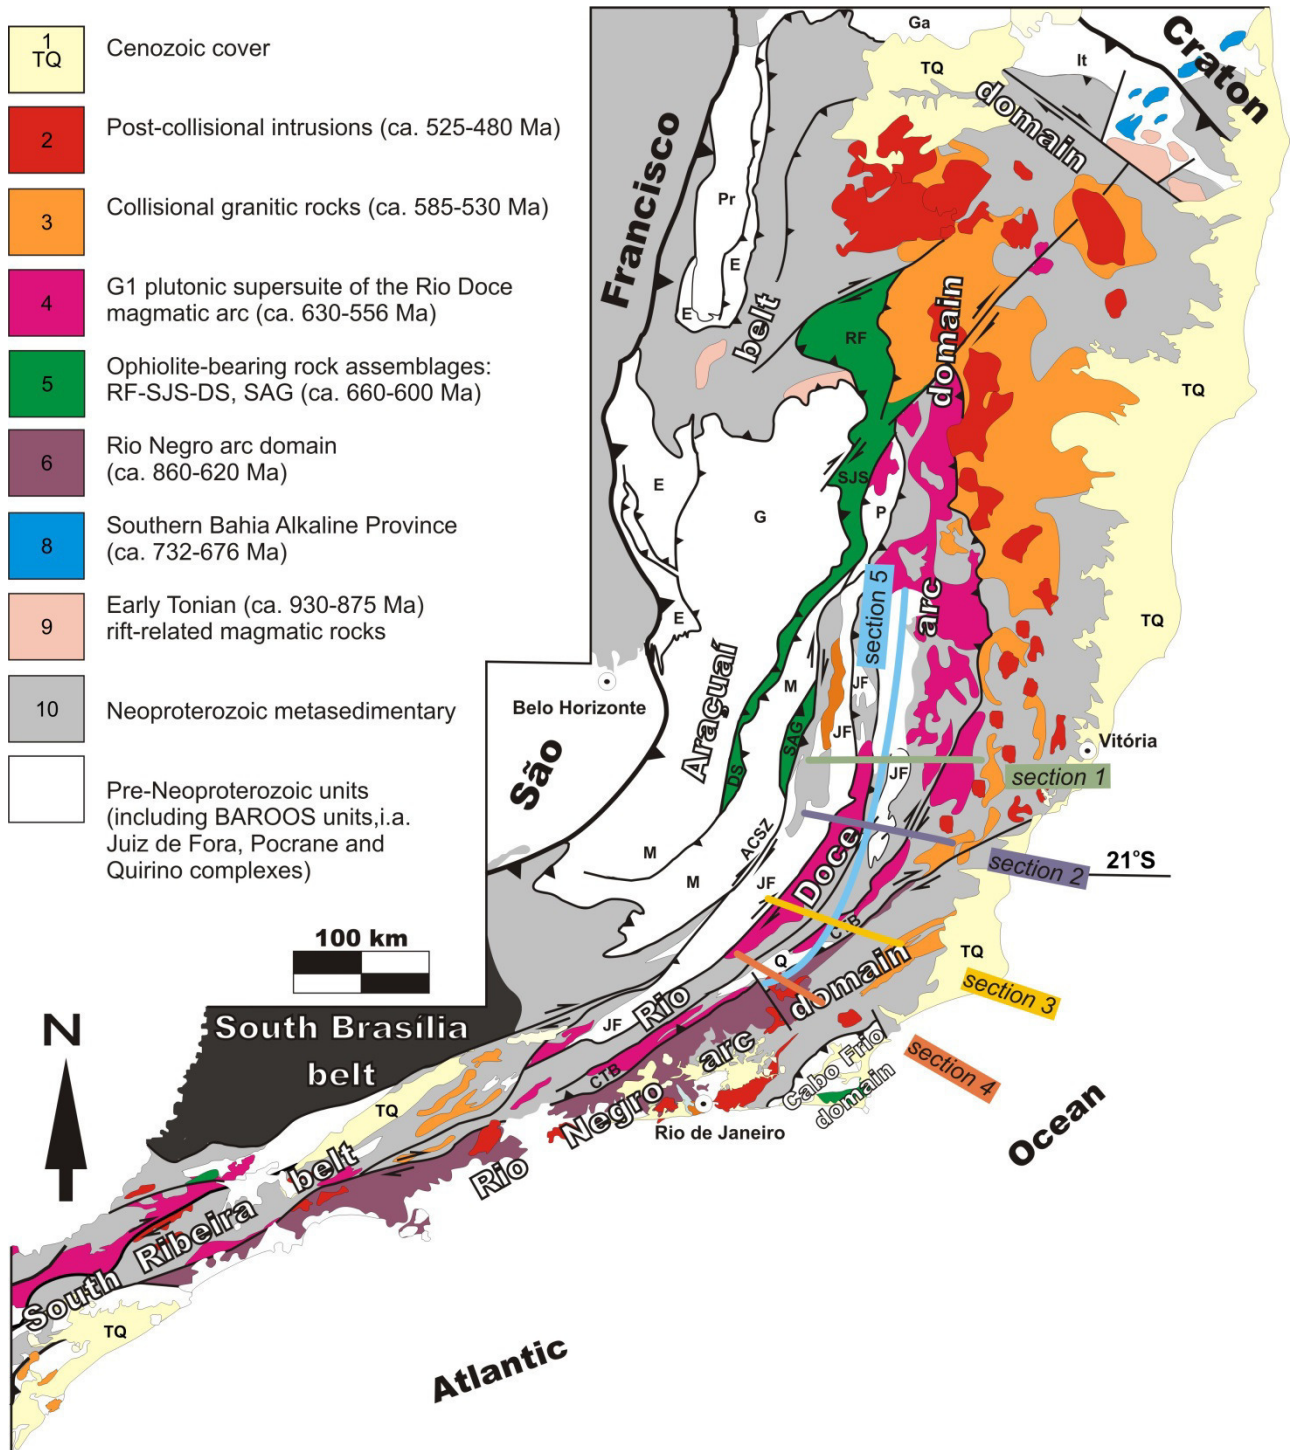 1
TQ
Cenozoic cover
2
Post-collisional intrusions (ca. 525-480 Ma)
3
Collisional granitic rocks (ca. 585-530 Ma)
4
G1 plutonic supersuite of the Rio Doce
magmatic arc (ca. 630-556 Ma)
5
Ophiolite-bearing rock assemblages:
RF-SJS-DS, SAG (ca. 660-600 Ma)
6
Rio Negro arc domain
(ca. 860-620 Ma)
8
Southern Bahia Alkaline Province
(ca. 732-676 Ma)
9
Early Tonian (ca. 930-875 Ma)
rift-related magmatic rocks
10
Neoproterozoic metasedimentary
Pre-Neoproterozoic units
(including BAROOS units,i.a.
Juiz de Fora, Pocrane and
Quirino complexes)
100 km
N
Ga
TQ
It
Craton
domain
Francisco
Pr
E
E
belt
RF
domain
TQ
SJS
E
G
P
section 5
arc
TQ
E
Araçuaí
Belo Horizonte
M
JF
JF
SAG
DS
JF
Vitória
section 1
São
ACSZ
Doce
M
M
JF
section 2
21°S
CTB
Q
domain
TQ
section 3
Rio
JF
South Brasília
belt
arc
Cabo Frio
domain
section 4
CTB
TQ
Negro
Rio de Janeiro
Rio
Ocean
South Ribeira belt
TQ
Atlantic